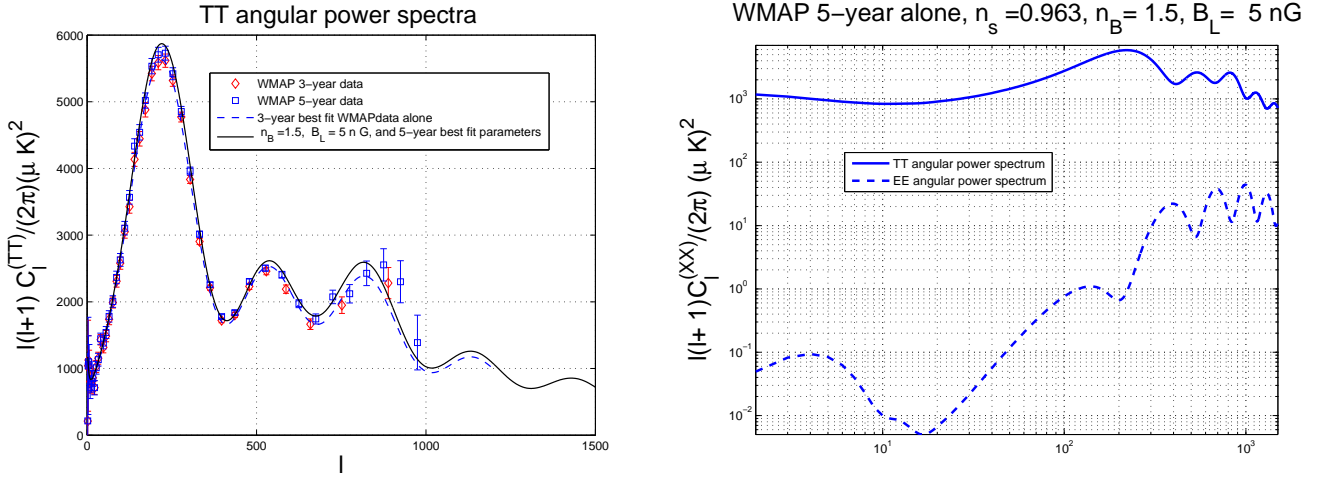 TT angular power spectra
6000
5000
4000
3000
2000
1000
0
0
500
1000
1500
l
l(l+1) C_l^(TT)/(2π)(μ K)^2
WMAP 3−year data
WMAP 5−year data
3−year best fit WMAPdata alone
n_B =1.5, B_L = 5 n G, and 5−year best fit parameters
WMAP 5−year alone, n_s =0.963, n_B= 1.5, B_L= 5 nG
10^3
10^2
10^1
10^0
10^−1
10^−2
10^1
10^2
10^3
l(l+ 1)C_l^(XX)/(2π) (μ K)^2
TT angular power spectrum
EE angular power spectrum